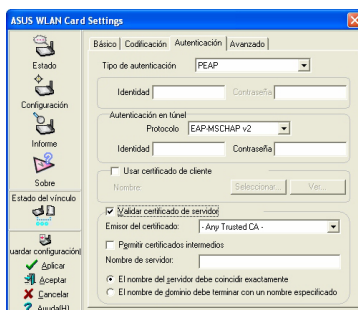 ASUS WLAN Card Settings
Estado
Configuración
Informe
Sobre
Estado del vínculo
uardar configuración(
Aplicar
Aceptar
Cancelar
Ayuda(H)
Básico
Codificación
Autenticación
Avanzado
Tipo de autenticación
PEAP
Identidad
Contraseña
Autenticación en túnel
Protocolo
EAP-MSCHAP v2
Identidad
Contraseña
Usar certificado de cliente
Nombre:
Seleccionar...
Ver...
Validar certificado de servidor
Emisor del certificado:
- Any Trusted CA -
Permitir certificados intermedios
Nombre de servidor:
El nombre del servidor debe coincidir exactamente
El nombre de dominio debe terminar con un nombre especificado